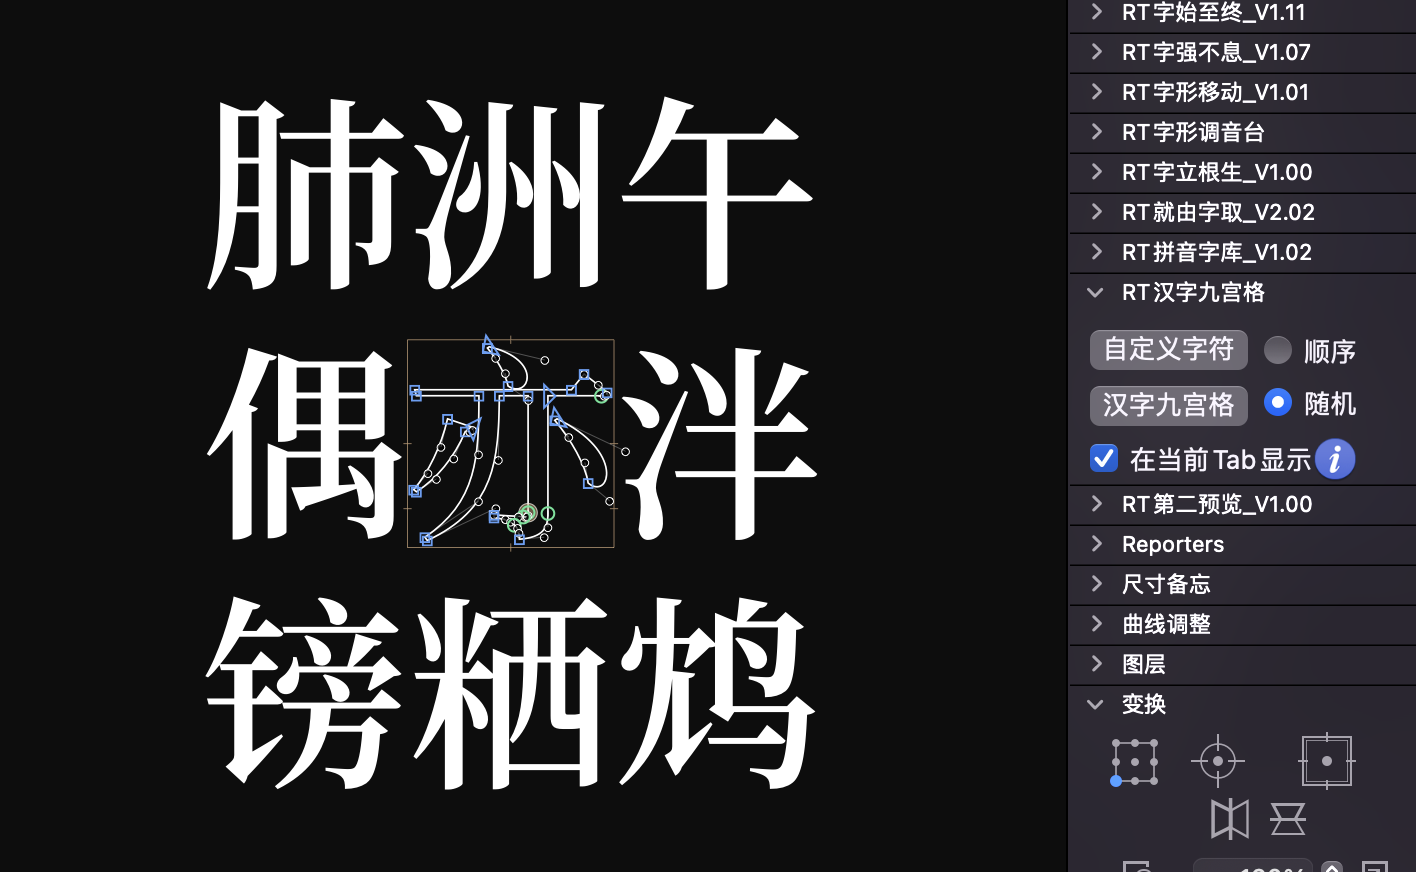 肺洲午
偶亦泮
镑粞鸩
RT字始至终_V1.11
RT字强不息_V1.07
RT字形移动_V1.01
RT字形调音台
RT字立根生_V1.00
RT就由字取_V2.02
RT拼音字库_V1.02
RT汉字九宫格
自定义字符 顺序
汉字九宫格 随机
在当前Tab显示 i
RT第二预览_V1.00
Reporters
尺寸备忘
曲线调整
图层
变换